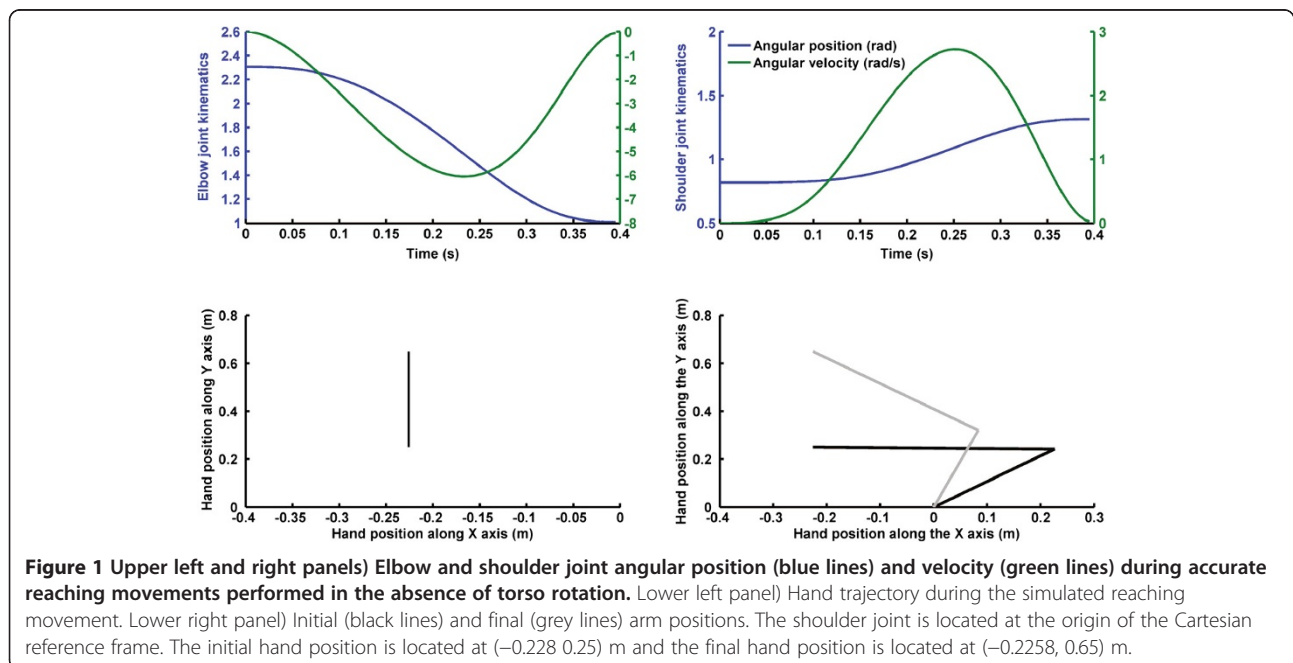 2.6
2.4
2.2
2
1.8
1.6
1.4
1.2
1
Elbow joint kinematics
0
-1
-2
-3
-4
-5
-6
-7
-8
0 0.05 0.1 0.15 0.2 0.25 0.3 0.35 0.4
Time (s)
2
1.5
1
0.5
Shoulder joint kinematics
Angular position (rad)
Angular velocity (rad/s)
3
2
1
0
0 0.05 0.1 0.15 0.2 0.25 0.3 0.35 0.4
Time (s)
0.8
0.6
0.4
0.2
0
Hand position along Y axis (m)
-0.4 -0.35 -0.3 -0.25 -0.2 -0.15 -0.1 -0.05 0
Hand position along X axis (m)
0.8
0.6
0.4
0.2
0
Hand position along the Y axis (m)
-0.4 -0.2 -0.1 0 0.1 0.2 0.3
Hand position along the X axis (m)
Figure 1 Upper left and right panels) Elbow and shoulder joint angular position (blue lines) and velocity (green lines) during accurate
reaching movements performed in the absence of torso rotation. Lower left panel) Hand trajectory during the simulated reaching
movement. Lower right panel) Initial (black lines) and final (grey lines) arm positions. The shoulder joint is located at the origin of the Cartesian
reference frame. The initial hand position is located at (−0.228 0.25) m and the final hand position is located at (−0.2258, 0.65) m.